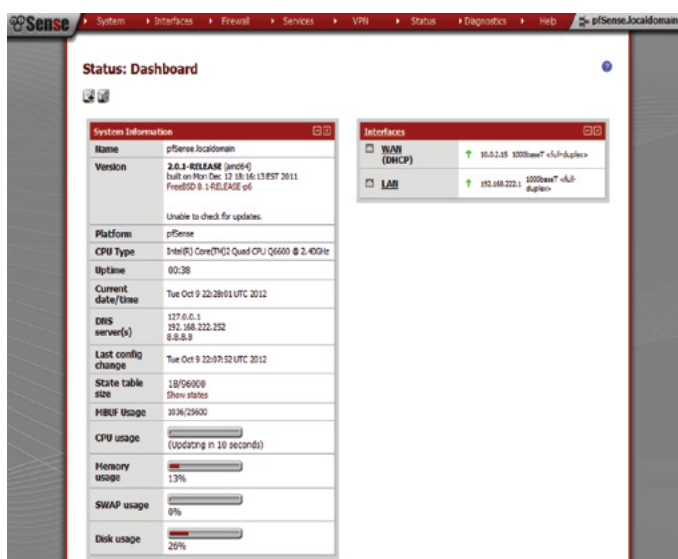 Sense
System Interfaces Firewall Services VPN Status Diagnostics Help pfSense.localdomain
Status: Dashboard
System Information
Name pfSense.localdomain
Version 2.0.1-RELEASE (amd64)
built on Mon Dec 12 18:16:13 EST 2011
FreeBSD 8.1-RELEASE-p6
Unable to check for updates.
Platform pfSense
CPU Type Intel(R) Core(TM)2 Quad CPU Q6600 @ 2.40GHz
Uptime 00:38
Current
date/time Tue Oct 9 22:28:01 UTC 2012
DNS
server(s)
127.0.0.1
192.168.222.252
8.8.8.8
Last config
change Tue Oct 9 22:07:52 UTC 2012
State table
size
18/96000
Show states
MBUF Usage 1036/25600
CPU usage
(Updating in 10 seconds)
Memory
usage
13%
SWAP usage
0%
Disk usage
26%
Interfaces
WAN
(DHCP)
10.0.2.15 1000baseT <full-duplex>
LAN
192.168.222.1 1000baseT <full-
duplex>